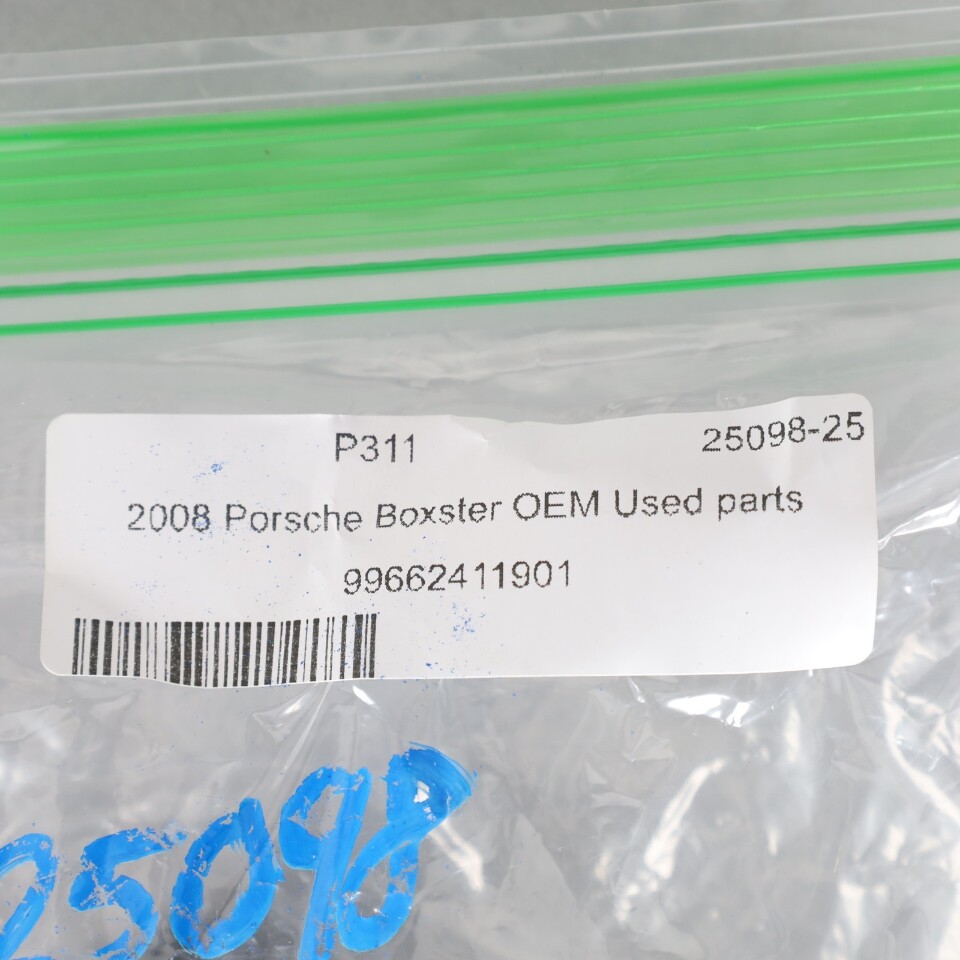 P311 25098-25
2008 Porsche Boxster OEM Used parts
99662411901
25098